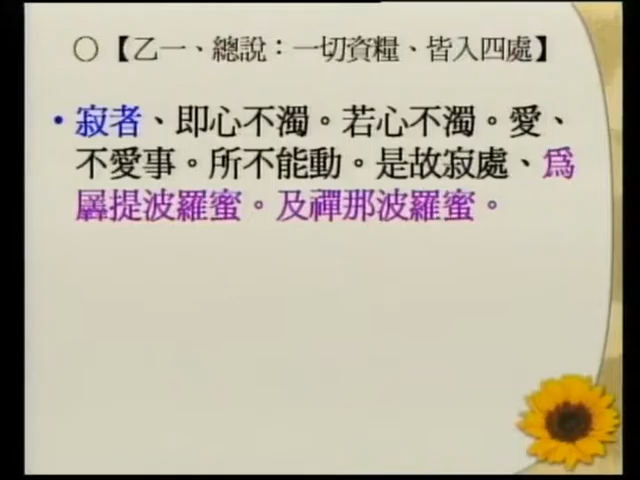 ○【乙一、總說：一切資糧、皆入四處】
• 寂者、即心不濁。若心不濁。愛、
不愛事。所不能動。是故寂處、為
羼提波羅蜜。及禪那波羅蜜。